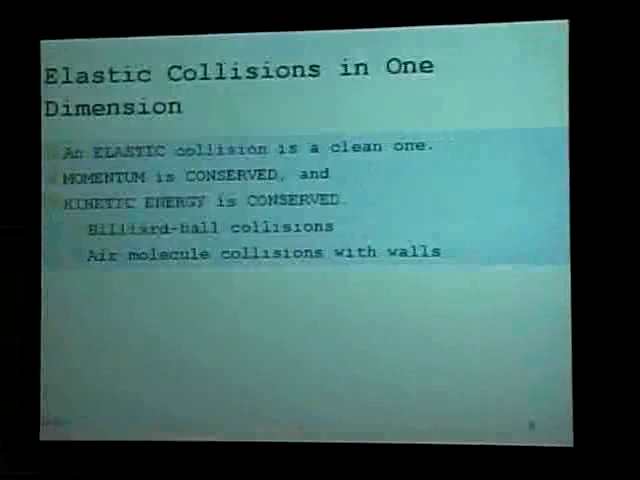 Elastic Collisions in One
Dimension
An ELASTIC collision is a clean one.
MOMENTUM is CONSERVED, and
KINETIC ENERGY is CONSERVED.
Billiard-ball collisions
Air molecule collisions with walls